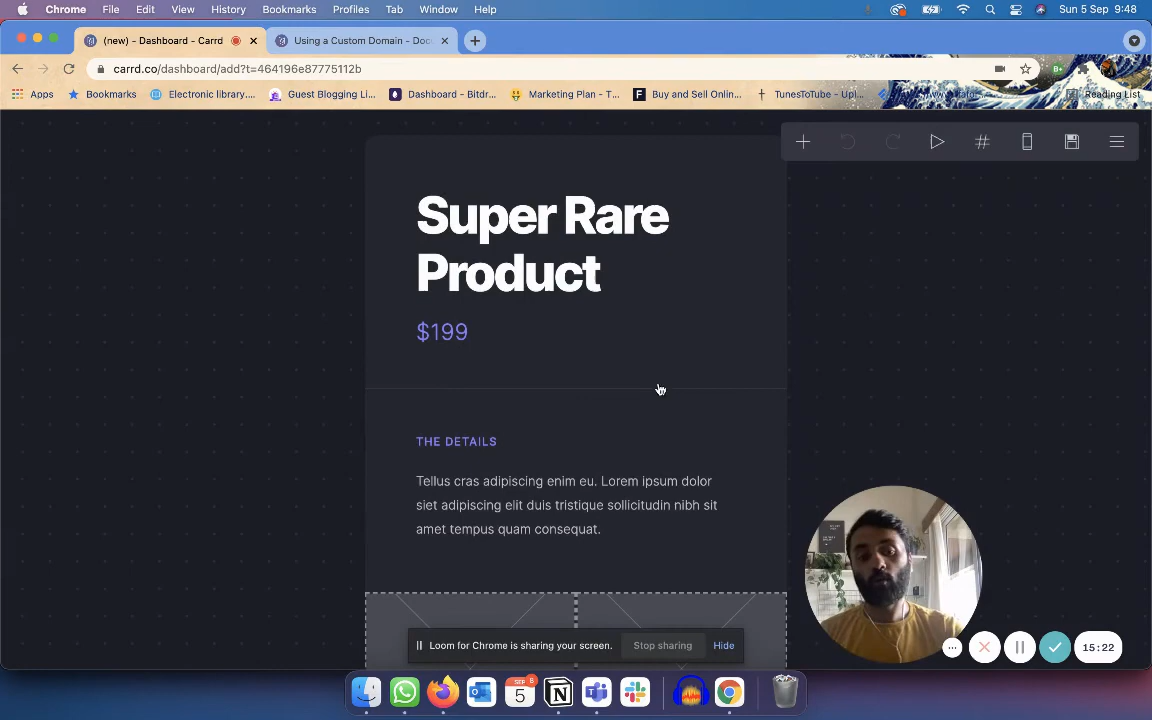 Chrome File Edit View History Bookmarks Profiles Tab Window Help Sun 5 Sep 9:48
(new) - Dashboard - Carrd
Using a Custom Domain - Doc
carrd.co/dashboard/add?t=464196e87775112b
Apps Bookmarks Electronic library.... Guest Blogging Li... Dashboard - Bitdr... Marketing Plan - T... Buy and Sell Onlin... TunesToTube - Upl... Reading List
Super Rare
Product
$199
THE DETAILS
Tellus cras adipiscing enim eu. Lorem ipsum dolor
siet adipiscing elit duis tristique sollicitudin nibh sit
amet tempus quam consequat.
Loom for Chrome is sharing your screen. Stop sharing Hide
15:22
SEP
5